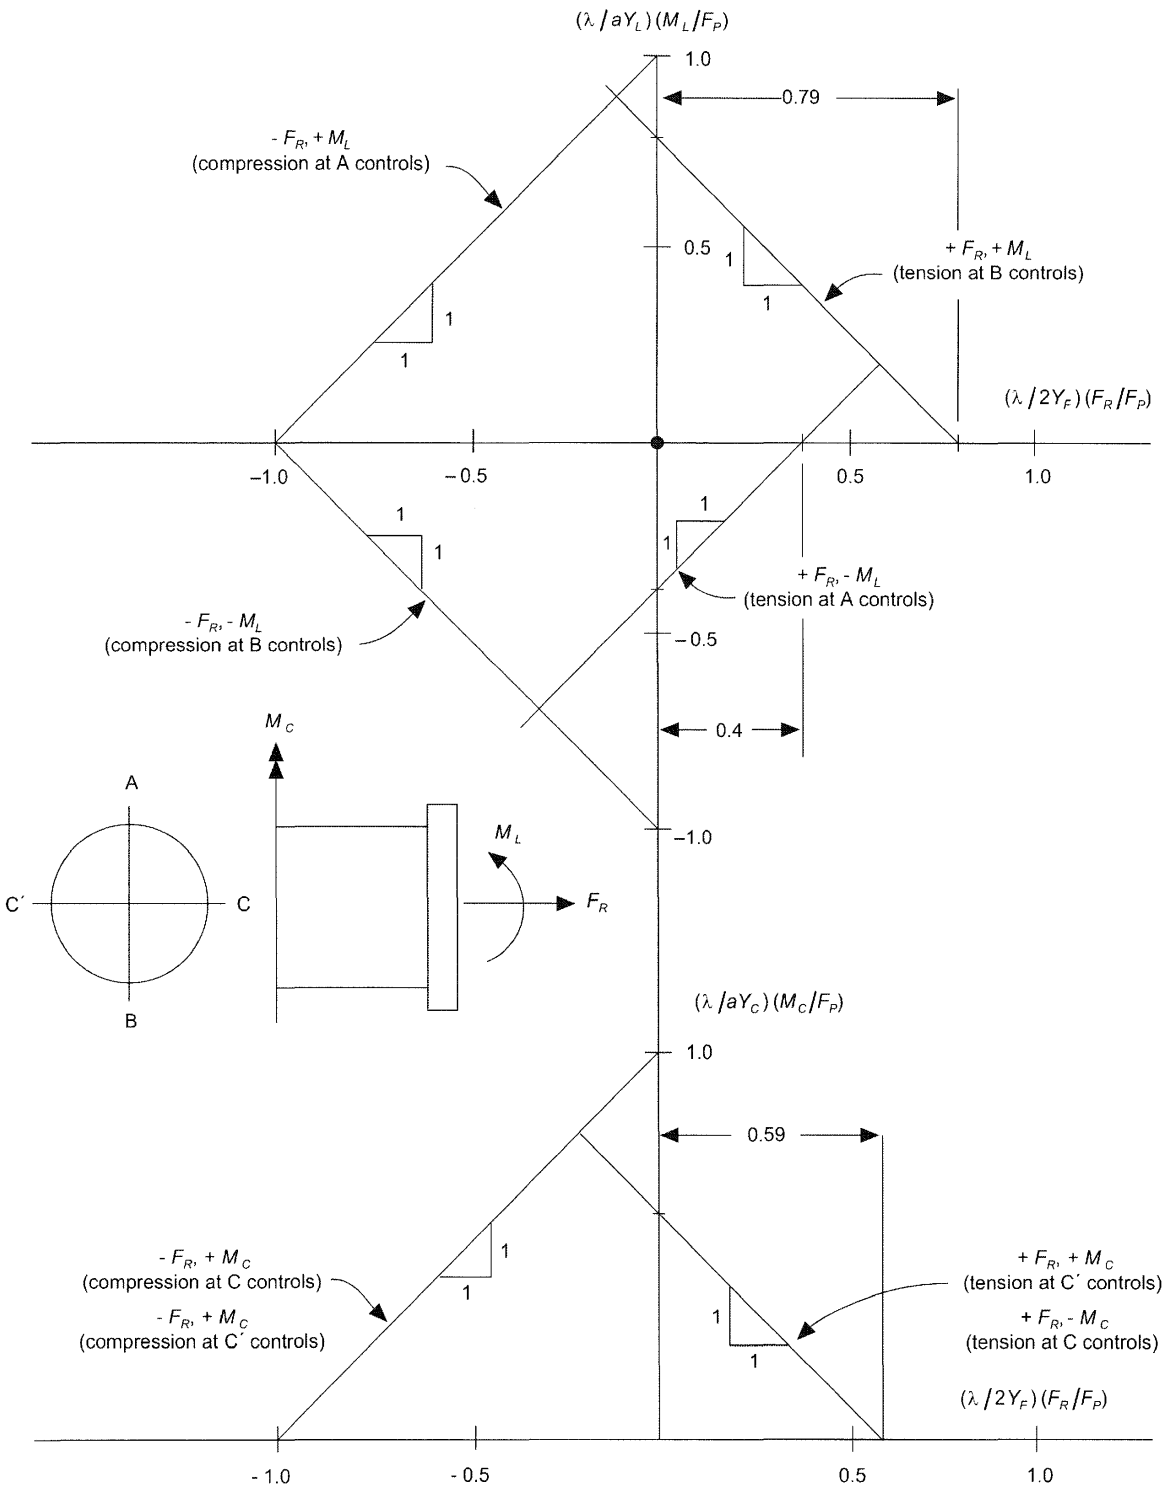 (λ/aY_L)(M_L/F_P)
1.0
0.79
- F_R, + M_L
(compression at A controls)
0.5
1
1
+ F_R, + M_L
(tension at B controls)
1
1
(λ/2Y_F)(F_R/F_P)
–1.0
–0.5
0.5
1.0
1
1
1
1
+ F_R, - M_L
(tension at A controls)
- F_R, - M_L
(compression at B controls)
–0.5
0.4
M_C
A
M_L
–1.0
C´
C
F_R
B
(λ/aY_C)(M_C/F_P)
1.0
0.59
- F_R, + M_C
(compression at C controls)
- F_R, + M_C
(compression at C´ controls)
1
1
1
1
+ F_R, + M_C
(tension at C´ controls)
+ F_R, - M_C
(tension at C controls)
(λ/2Y_F)(F_R/F_P)
- 1.0
- 0.5
0.5
1.0